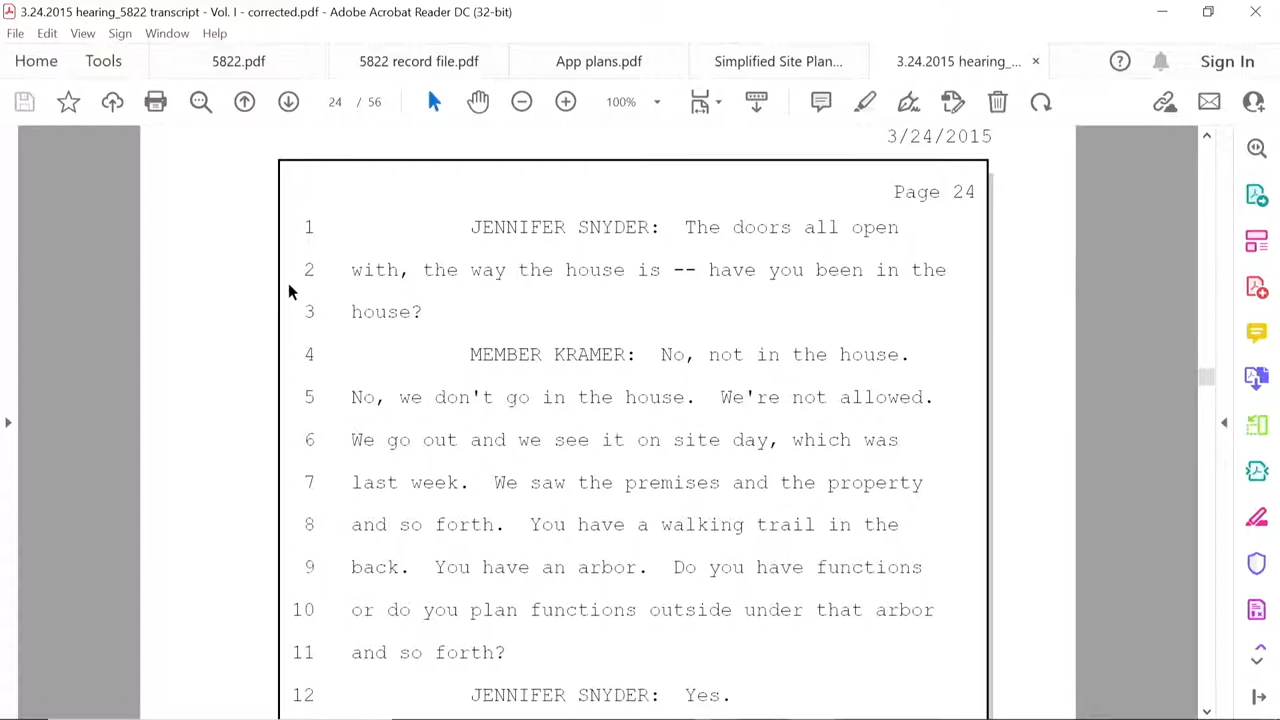 3.24.2015 hearing_5822 transcript - Vol. I - corrected.pdf - Adobe Acrobat Reader DC (32-bit)
File Edit View Sign Window Help
Home Tools 5822.pdf 5822 record file.pdf App plans.pdf Simplified Site Plan... 3.24.2015 hearing_... Sign In
24 / 56 100%
3/24/2015
Page 24
1 JENNIFER SNYDER: The doors all open
2 with, the way the house is -- have you been in the
3 house?
4 MEMBER KRAMER: No, not in the house.
5 No, we don't go in the house. We're not allowed.
6 We go out and we see it on site day, which was
7 last week. We saw the premises and the property
8 and so forth. You have a walking trail in the
9 back. You have an arbor. Do you have functions
10 or do you plan functions outside under that arbor
11 and so forth?
12 JENNIFER SNYDER: Yes.